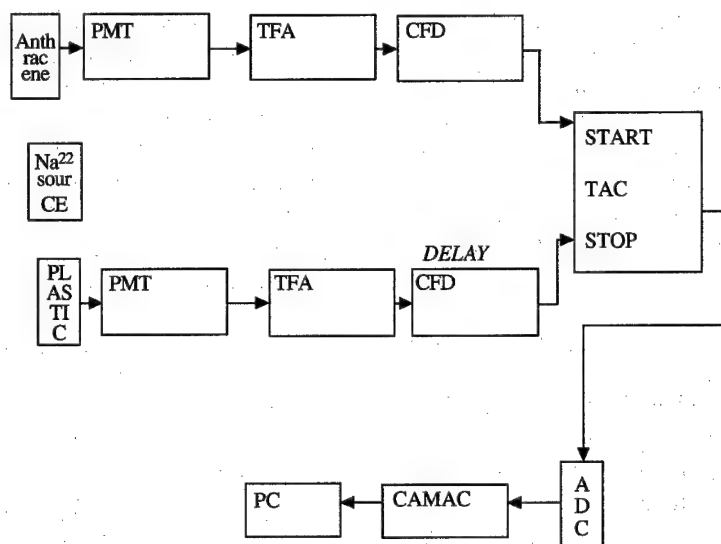 Anth
rac
ene
PMT
TFA
CFD
START
TAC
STOP
Na²²
sour
CE
DELAY
PL
AS
TI
C
PMT
TFA
CFD
PC
CAMAC
A
D
C